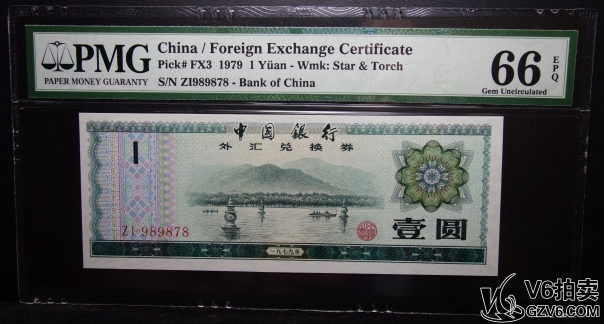 PMG
PAPER MONEY GUARANTY
China / Foreign Exchange Certificate
Pick# FX3 1979 1 Yüan - Wmk: Star & Torch
S/N ZI989878 - Bank of China
66 EPQ
Gem Uncirculated
中国银行
外汇兑换券
1
ZI 989878
壹圆
一九七九年
V6拍卖
GZV6.COM